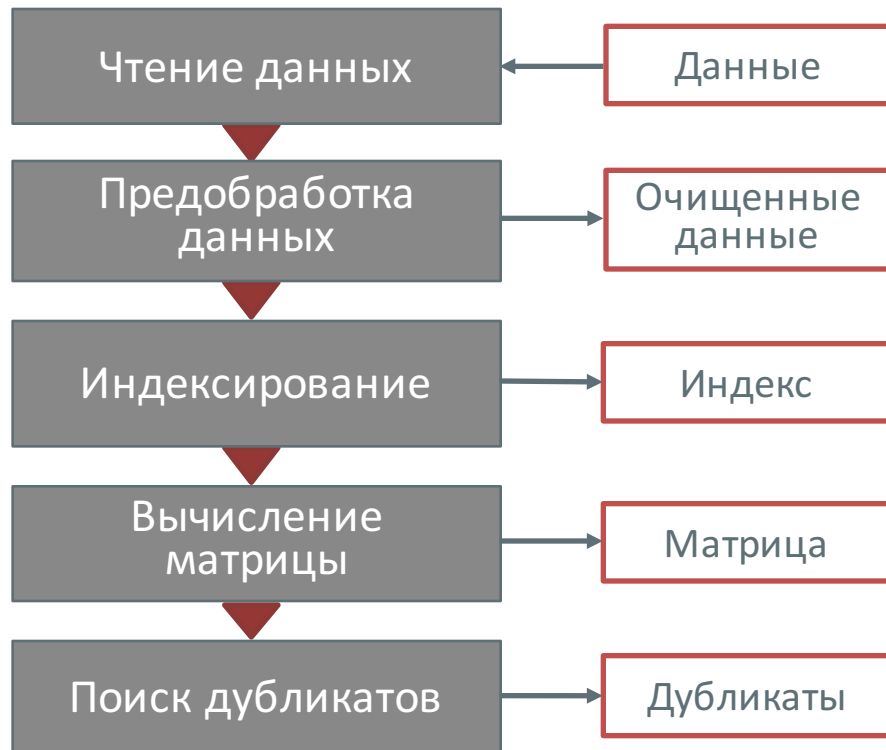 Чтение данных
Данные
Предобработка
данных
Очищенные
данные
Индексирование
Индекс
Вычисление
матрицы
Матрица
Поиск дубликатов
Дубликаты